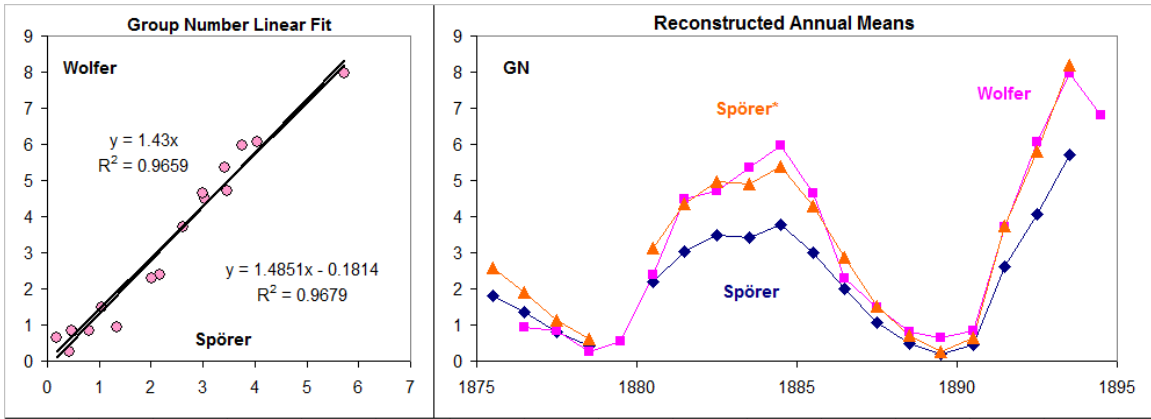 Group Number Linear Fit
9
8
7
6
5
4
3
2
1
0
Wolfer
y = 1.43x
R² = 0.9659
y = 1.4851x - 0.1814
R² = 0.9679
Spörer
0 1 2 3 4 5 6 7
Reconstructed Annual Means
9
8
7
6
5
4
3
2
1
0
GN
Spörer*
Wolfer
Spörer
1875 1880 1885 1890 1895